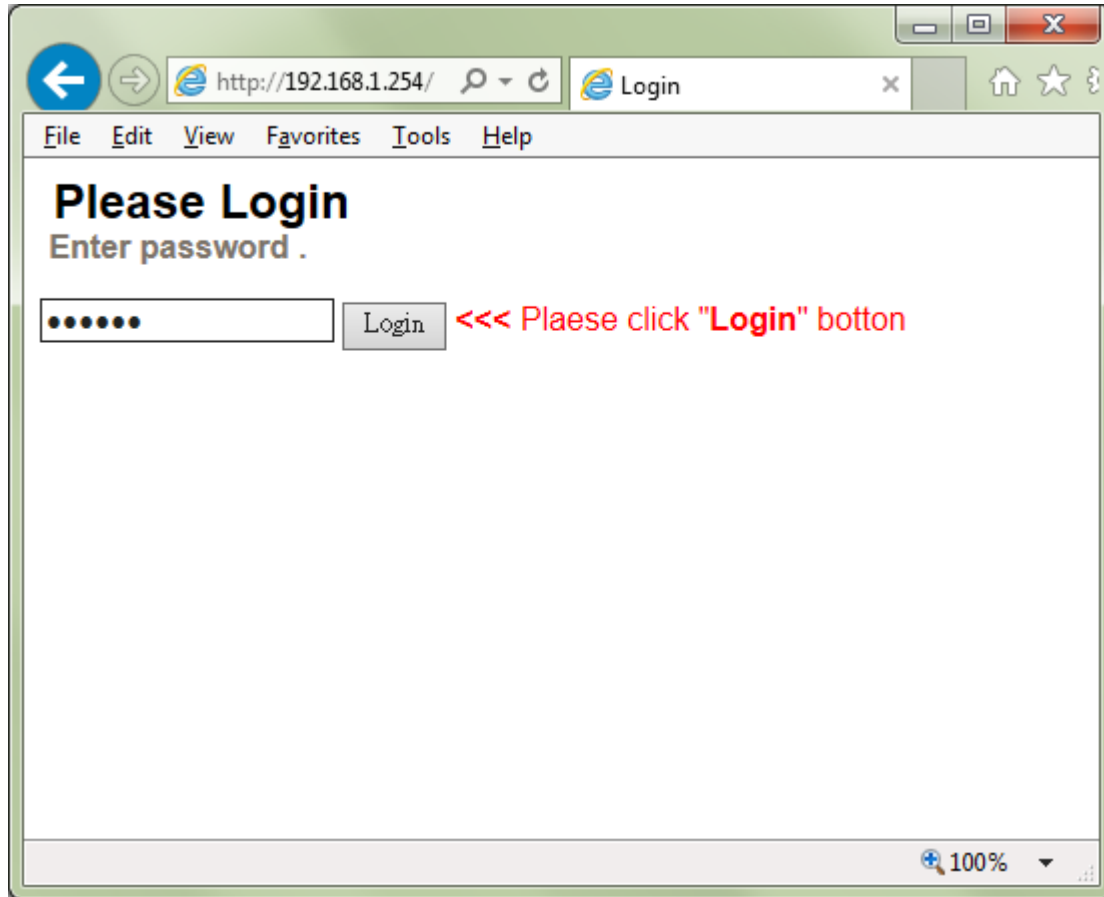 http://192.168.1.254/
Login
File Edit View Favorites Tools Help
Please Login
Enter password .
•••••• Login <<< Plaese click "Login" botton
100%